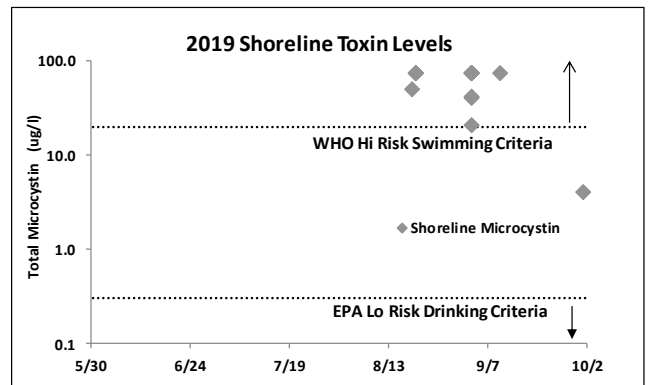 2019 Shoreline Toxin Levels
Total Microcystin (ug/l)
100.0
10.0
1.0
0.1
WHO Hi Risk Swimming Criteria
Shoreline Microcystin
EPA Lo Risk Drinking Criteria
5/30 6/24 7/19 8/13 9/7 10/2